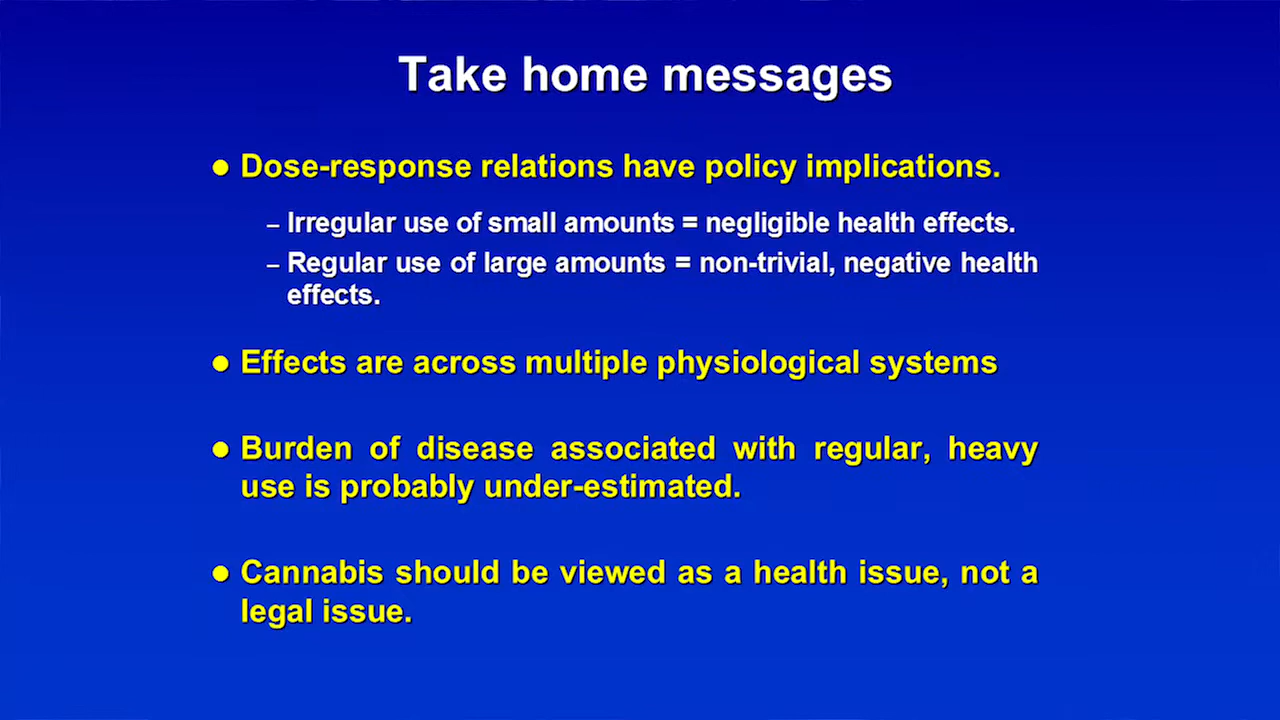 Take home messages
● Dose-response relations have policy implications.
– Irregular use of small amounts = negligible health effects.
– Regular use of large amounts = non-trivial, negative health
effects.
● Effects are across multiple physiological systems
● Burden of disease associated with regular, heavy
use is probably under-estimated.
● Cannabis should be viewed as a health issue, not a
legal issue.